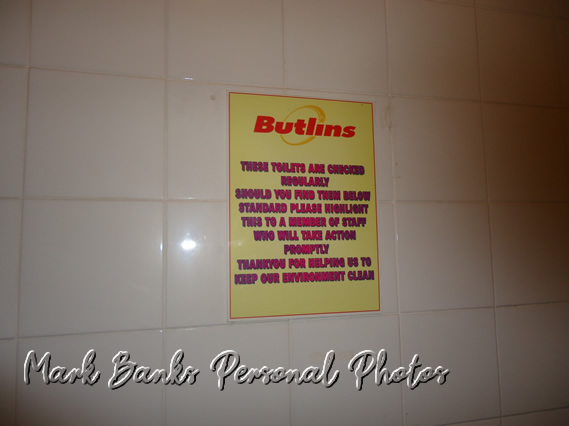 Butlins
THESE TOILETS ARE CHECKED
REGULARLY
SHOULD YOU FIND THEM BELOW
STANDARD PLEASE HIGHLIGHT
THIS TO A MEMBER OF STAFF
WHO WILL TAKE ACTION
PROMPTLY
THANKYOU FOR HELPING US TO
KEEP OUR ENVIRONMENT CLEAN
Mark Banks Personal Photos